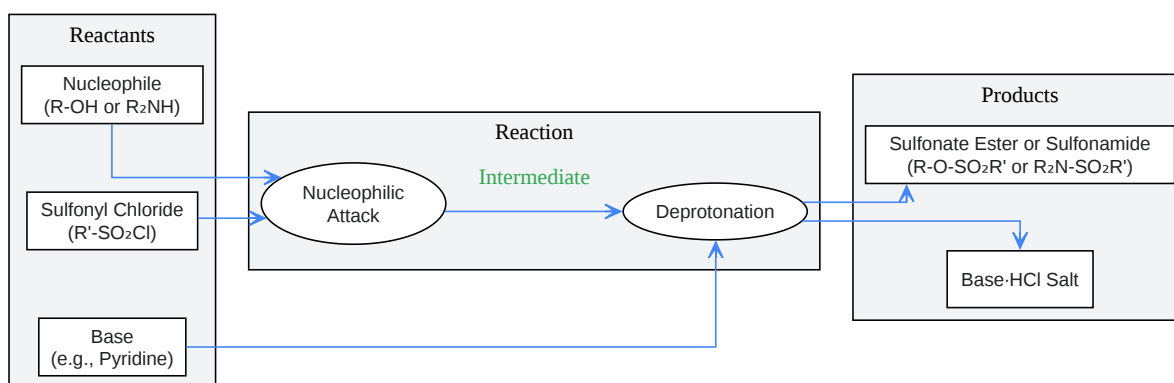 Reactants
Nucleophile
(R-OH or R₂NH)
Sulfonyl Chloride
(R'-SO₂Cl)
Base
(e.g., Pyridine)
Reaction
Nucleophilic
Attack
Intermediate
Deprotonation
Products
Sulfonate Ester or Sulfonamide
(R-O-SO₂R' or R₂N-SO₂R')
Base·HCl Salt